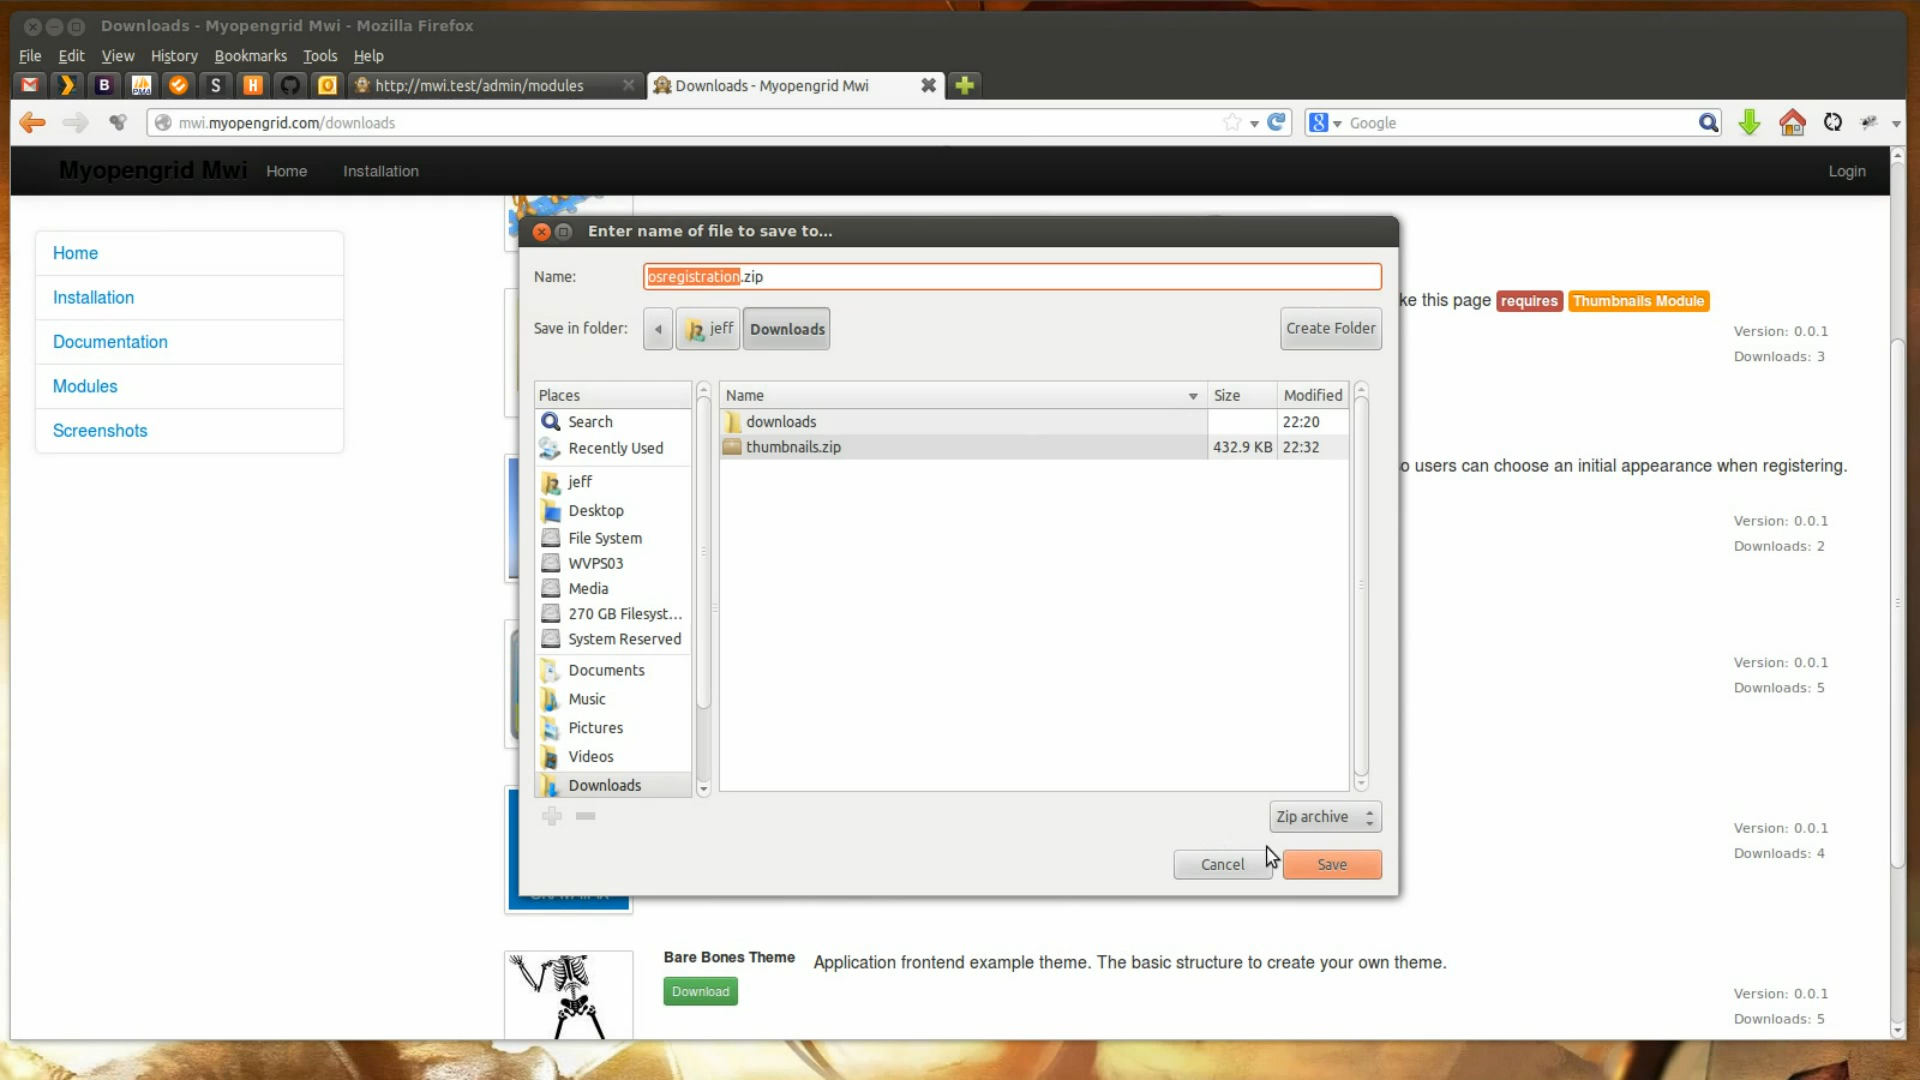 Downloads - Myopengrid Mwi - Mozilla Firefox
File Edit View History Bookmarks Tools Help
http://mwi.test/admin/modules
Downloads - Myopengrid Mwi
mwi.myopengrid.com/downloads
Google
Myopengrid Mwi Home Installation Login
Home
Installation
Documentation
Modules
Screenshots
Enter name of file to save to...
Name: osregistration.zip
Save in folder: jeff Downloads Create Folder
Places
Search
Recently Used
jeff
Desktop
File System
WVPS03
Media
270 GB Filesyst...
System Reserved
Documents
Music
Pictures
Videos
Downloads
Name Size Modified
downloads 22:20
thumbnails.zip 432.9 KB 22:32
Zip archive
Cancel Save
ke this page requires Thumbnails Module
Version: 0.0.1
Downloads: 3
o users can choose an initial appearance when registering.
Version: 0.0.1
Downloads: 2
Version: 0.0.1
Downloads: 5
Version: 0.0.1
Downloads: 4
Bare Bones Theme Application frontend example theme. The basic structure to create your own theme.
Download
Version: 0.0.1
Downloads: 5